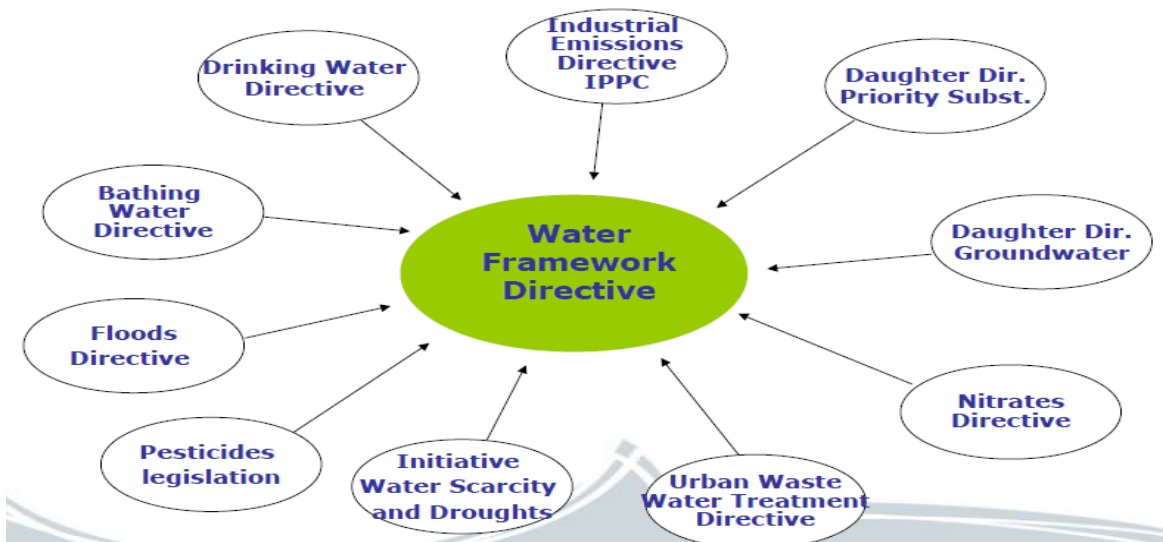 Industrial
Emissions
Directive
IPPC
Drinking Water
Directive
Daughter Dir.
Priority Subst.
Bathing
Water
Directive
Water
Framework
Directive
Daughter Dir.
Groundwater
Floods
Directive
Nitrates
Directive
Pesticides
legislation
Initiative
Water Scarcity
and Droughts
Urban Waste
Water Treatment
Directive